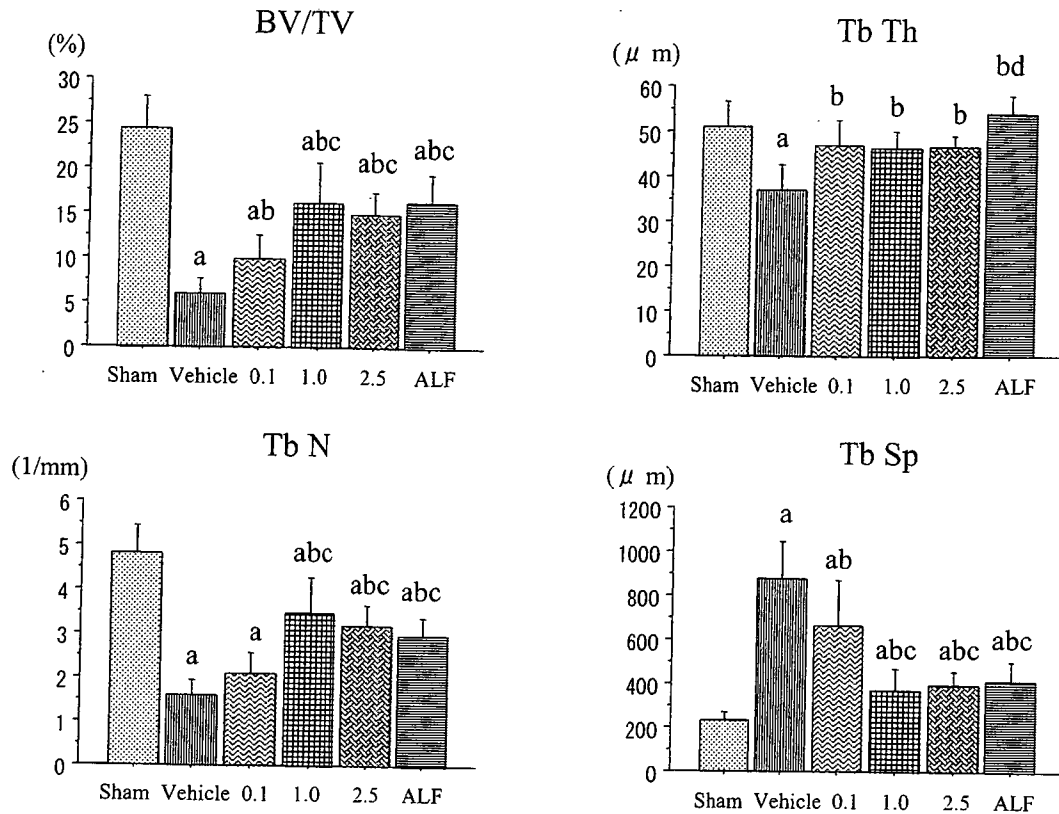 BV/TV
(%)
30
25
20
15
10
5
0
a
ab
abc
abc
abc
Sham Vehicle 0.1 1.0 2.5 ALF
Tb Th
(μ m)
60
50
40
30
20
10
0
a
b
b
b
bd
Sham Vehicle 0.1 1.0 2.5 ALF
Tb N
(1/mm)
6
5
4
3
2
1
0
a
a
abc
abc
abc
Sham Vehicle 0.1 1.0 2.5 ALF
Tb Sp
(μ m)
1200
1000
800
600
400
200
0
a
ab
abc
abc
abc
Sham Vehicle 0.1 1.0 2.5 ALF